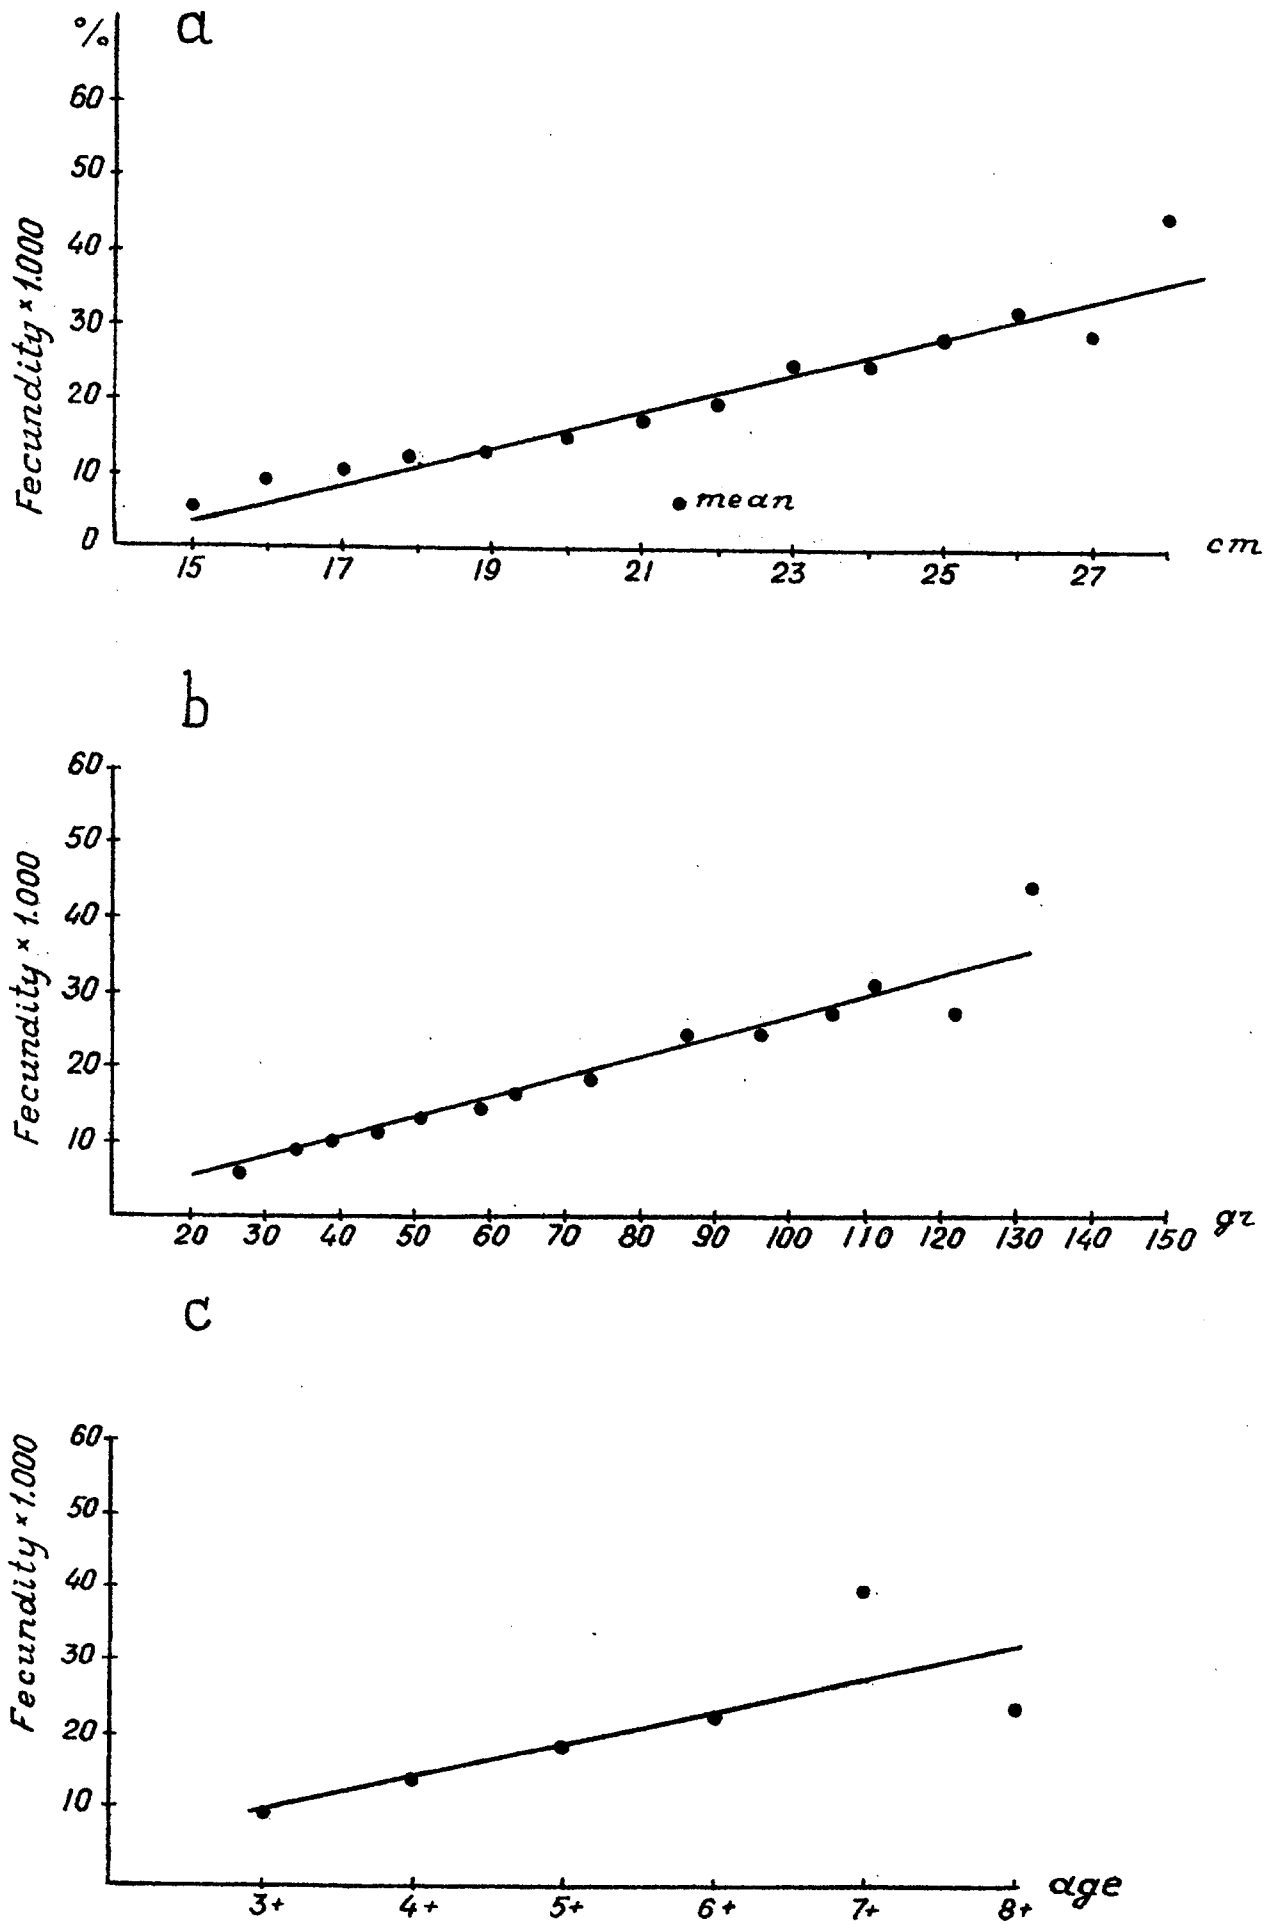 a
%
60
50
40
30
20
10
0
Fecundity × 1.000
• mean
15 17 19 21 23 25 27 cm
b
60
50
40
30
20
10
Fecundity × 1.000
20 30 40 50 60 70 80 90 100 110 120 130 140 150 gr
c
60
50
40
30
20
10
Fecundity × 1.000
3+ 4+ 5+ 6+ 7+ 8+ age